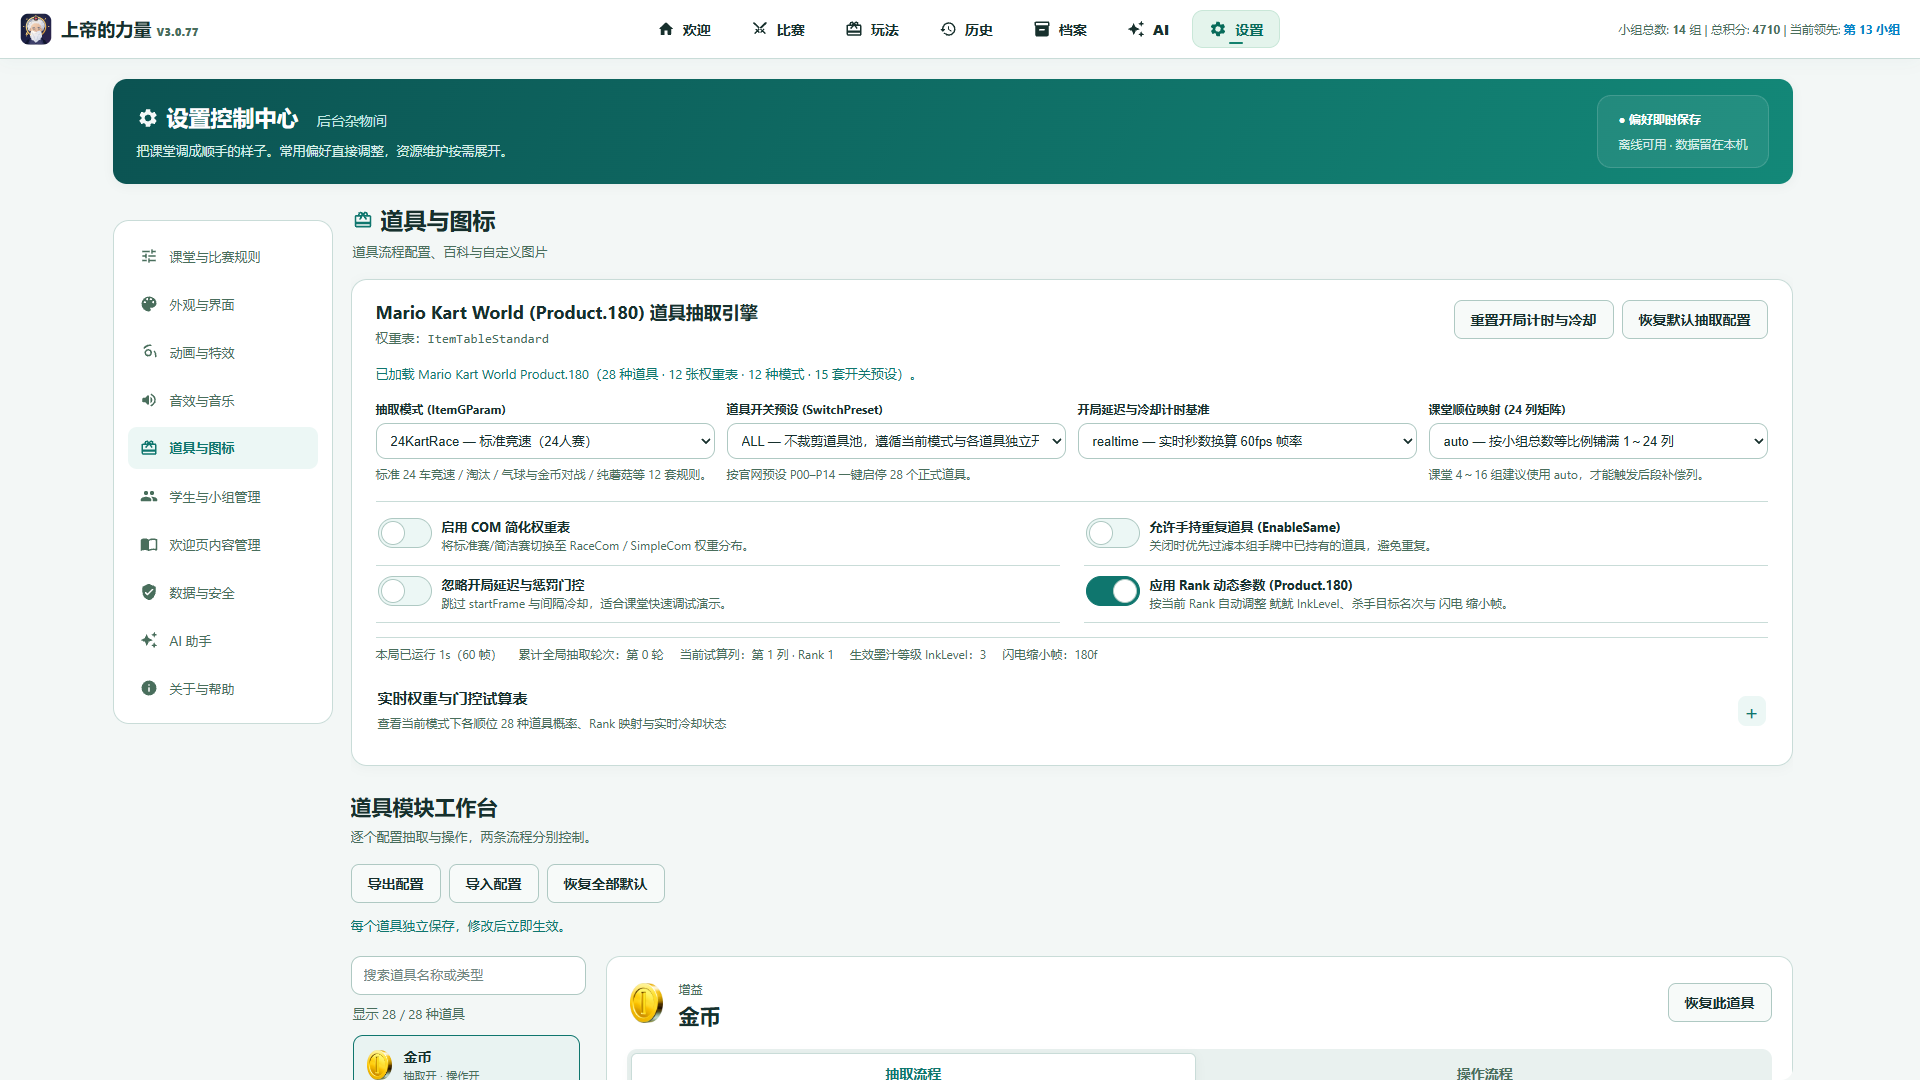 上帝的力量 V3.0.77
欢迎
比赛
玩法
历史
档案
AI
设置
小组总数: 14 组 | 总积分: 4710 | 当前领先: 第 13 小组
设置控制中心 后台杂物间
把课堂调成顺手的样子。常用偏好直接调整，资源维护按需展开。
● 偏好即时保存
离线可用 · 数据留在本机
课堂与比赛规则
外观与界面
动画与特效
音效与音乐
道具与图标
学生与小组管理
欢迎页内容管理
数据与安全
AI 助手
关于与帮助
道具与图标
道具流程配置、百科与自定义图片
Mario Kart World (Product.180) 道具抽取引擎
权重表：ItemTableStandard
重置开局计时与冷却
恢复默认抽取配置
已加载 Mario Kart World Product.180（28 种道具 · 12 张权重表 · 12 种模式 · 15 套开关预设）。
抽取模式 (ItemGParam)
24KartRace — 标准竞速（24人赛）
标准 24 车竞速 / 淘汰 / 气球与金币对战 / 纯蘑菇等 12 套规则。
道具开关预设 (SwitchPreset)
ALL — 不裁剪道具池，遵循当前模式与各道具独立开
按官网预设 P00–P14 一键启停 28 个正式道具。
开局延迟与冷却计时基准
realtime — 实时秒数换算 60fps 帧率
课堂顺位映射 (24 列矩阵)
auto — 按小组总数等比例铺满 1～24 列
课堂 4～16 组建议使用 auto，才能触发后段补偿列。
启用 COM 简化权重表
将标准赛/简洁赛切换至 RaceCom / SimpleCom 权重分布。
允许手持重复道具 (EnableSame)
关闭时优先过滤本组手牌中已持有的道具，避免重复。
忽略开局延迟与惩罚门控
跳过 startFrame 与间隔冷却，适合课堂快速调试演示。
应用 Rank 动态参数 (Product.180)
按当前 Rank 自动调整 鱿鱿 InkLevel、杀手目标名次与 闪电 缩小帧。
本局已运行 1s（60 帧） 累计全局抽取轮次：第 0 轮 当前试算列：第 1 列 · Rank 1 生效墨汁等级 InkLevel：3 闪电缩小帧：180f
实时权重与门控试算表
查看当前模式下各顺位 28 种道具概率、Rank 映射与实时冷却状态
+
道具模块工作台
逐个配置抽取与操作，两条流程分别控制。
导出配置
导入配置
恢复全部默认
每个道具独立保存，修改后立即生效。
搜索道具名称或类型
显示 28 / 28 种道具
金币
抽取开 · 操作开
增益
金币
恢复此道具
抽取流程
操作流程